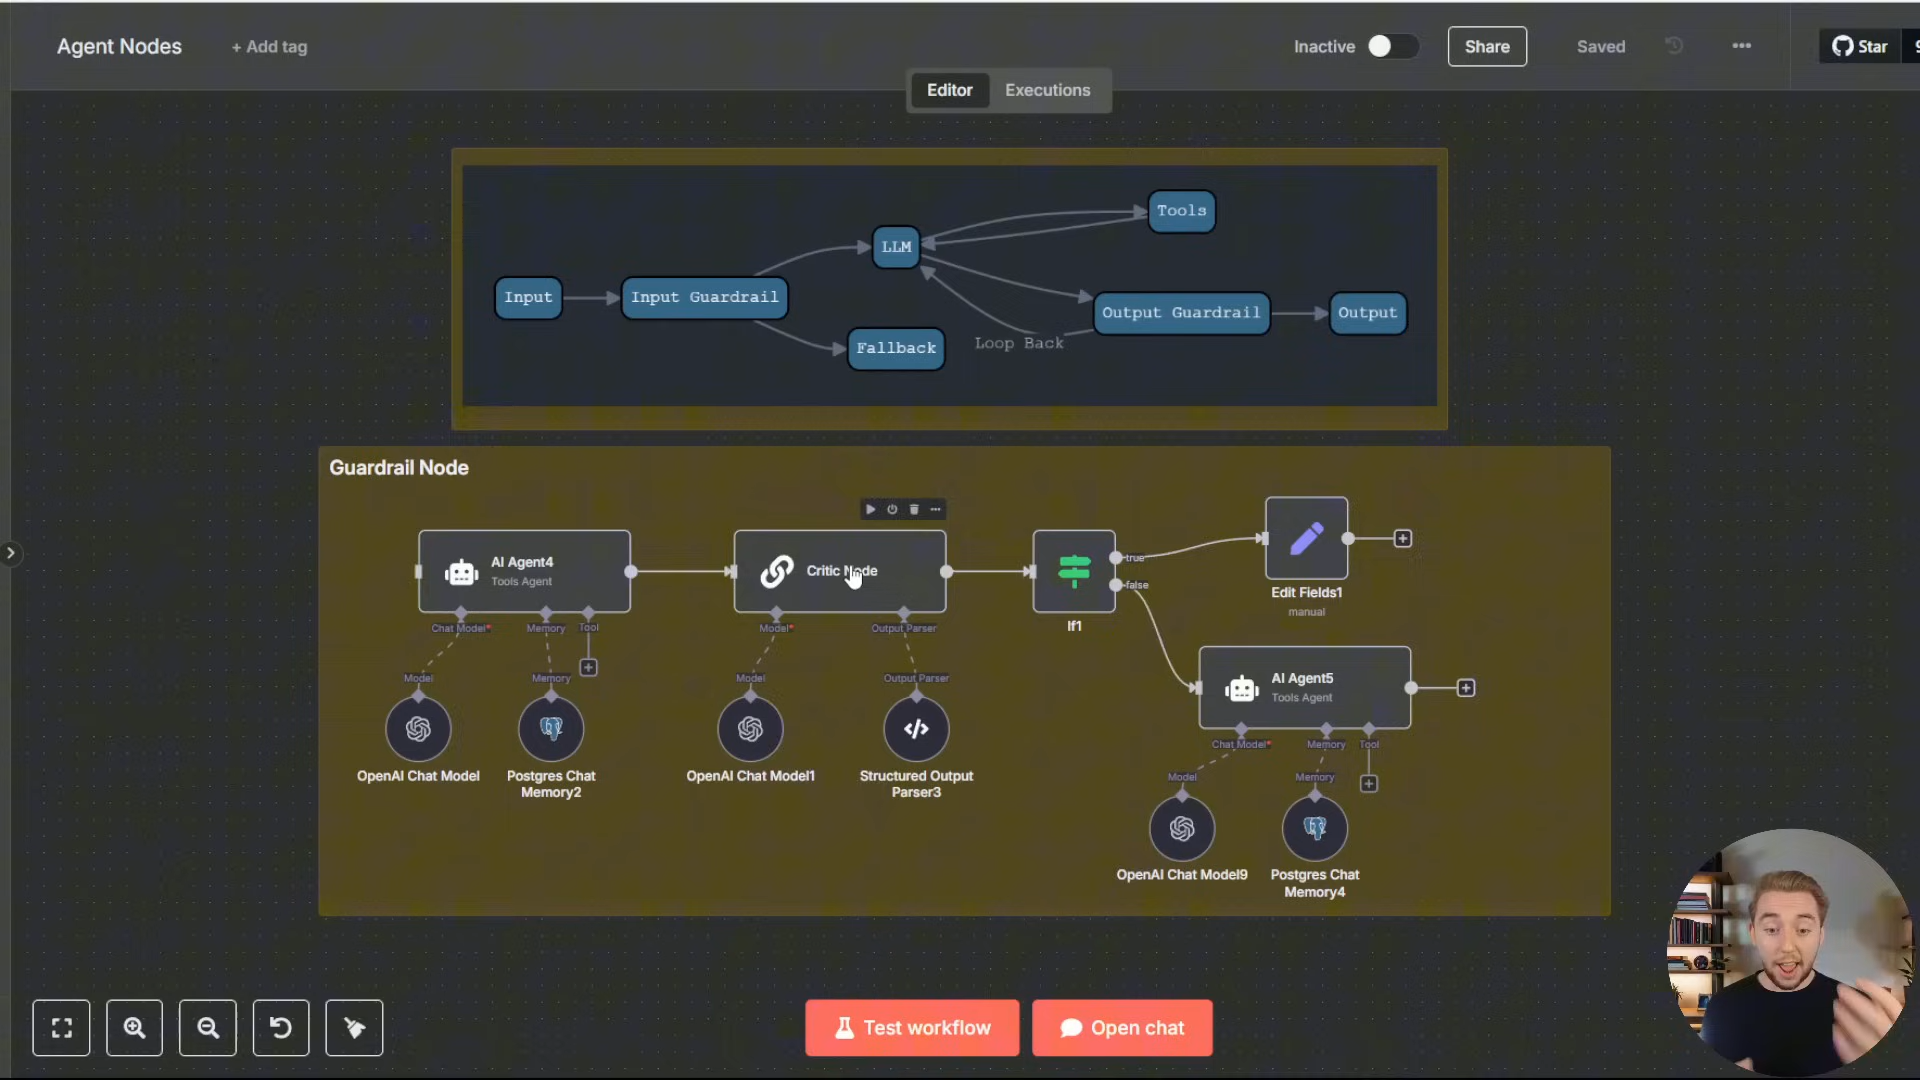 Agent Nodes
+ Add tag
Inactive
Share
Saved
Star
Editor
Executions
Tools
LLM
Input
Input Guardrail
Output Guardrail
Output
Loop Back
Fallback
Guardrail Node
AI Agent4
Tools Agent
Chat Model*
Memory
Tool
Model
Memory
OpenAI Chat Model
Postgres Chat
Memory2
Critic Node
Model*
Output Parser
Model
Output Parser
OpenAI Chat Model1
Structured Output
Parser3
true
false
If1
Edit Fields1
manual
AI Agent5
Tools Agent
Chat Model*
Memory
Tool
Model
Memory
OpenAI Chat Model9
Postgres Chat
Memory4
Test workflow
Open chat